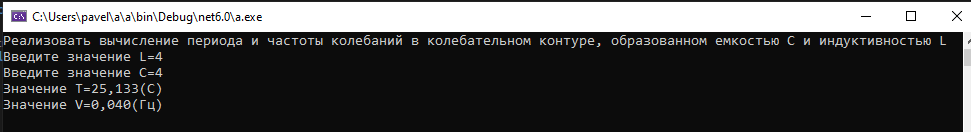 C:\Users\pavel\a\a\bin\Debug\net6.0\a.exe
Реализовать вычисление периода и частоты колебаний в колебательном контуре, образованном емкостью C и индуктивностью L
Введите значение L=4
Введите значение C=4
Значение T=25,133(С)
Значение V=0,040(Гц)